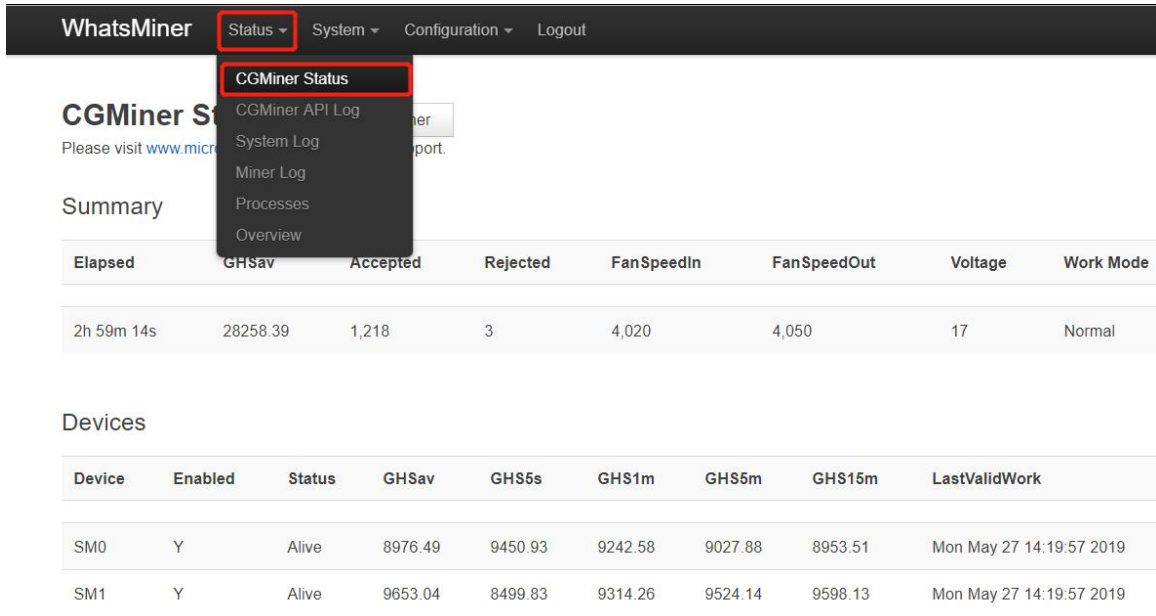 WhatsMiner Status System Configuration Logout
CGMiner Status
CGMiner API Log
System Log
Miner Log
Processes
Overview
CGMiner
Please visit port.
Summary
Elapsed GHSav Accepted Rejected FanSpeedIn FanSpeedOut Voltage Work Mode
2h 59m 14s 28258.39 1,218 3 4,020 4,050 17 Normal
Devices
Device Enabled Status GHSav GHS5s GHS1m GHS5m GHS15m LastValidWork
SM0 Y Alive 8976.49 9450.93 9242.58 9027.88 8953.51 Mon May 27 14:19:57 2019
SM1 Y Alive 9653.04 8499.83 9314.26 9524.14 9598.13 Mon May 27 14:19:57 2019